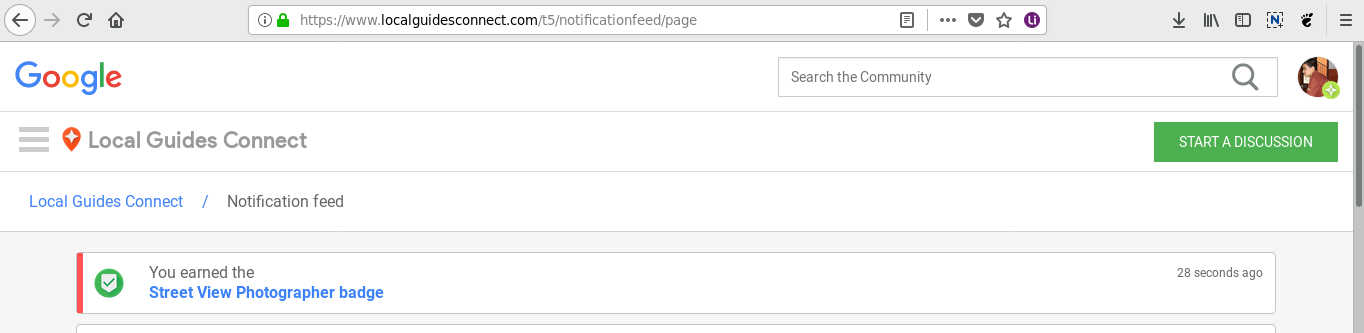 https://www.localguidesconnect.com/t5/notificationfeed/page
Google
Search the Community
Local Guides Connect
START A DISCUSSION
Local Guides Connect / Notification feed
You earned the
28 seconds ago
Street View Photographer badge